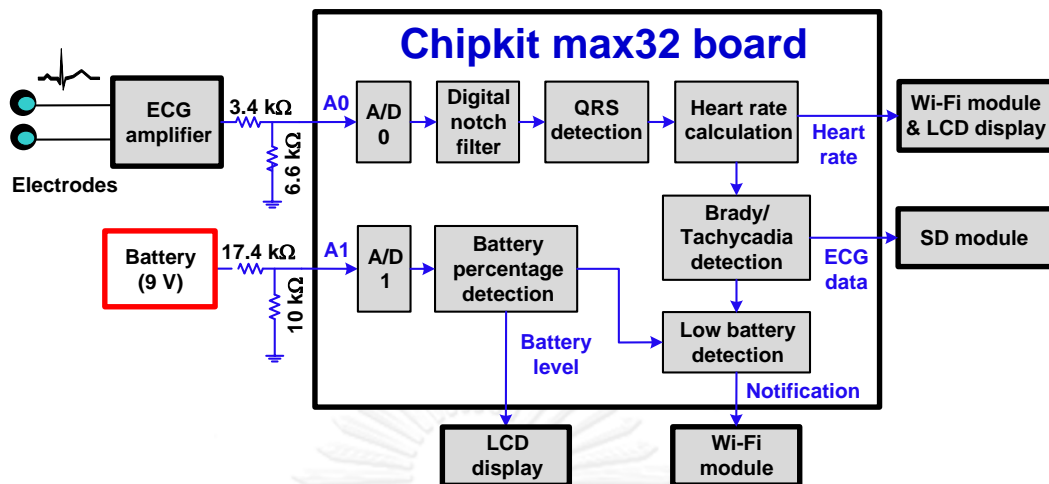 Chipkit max32 board
ECG
amplifier
3.4 kΩ
6.6 kΩ
Electrodes
A0
A/D
0
Digital
notch
filter
QRS
detection
Heart rate
calculation
Heart
rate
Wi-Fi module
& LCD display
Brady/
Tachycadia
detection
ECG
data
SD module
Battery
(9 V)
17.4 kΩ
10 kΩ
A1
A/D
1
Battery
percentage
detection
Battery
level
Low battery
detection
Notification
LCD
display
Wi-Fi
module